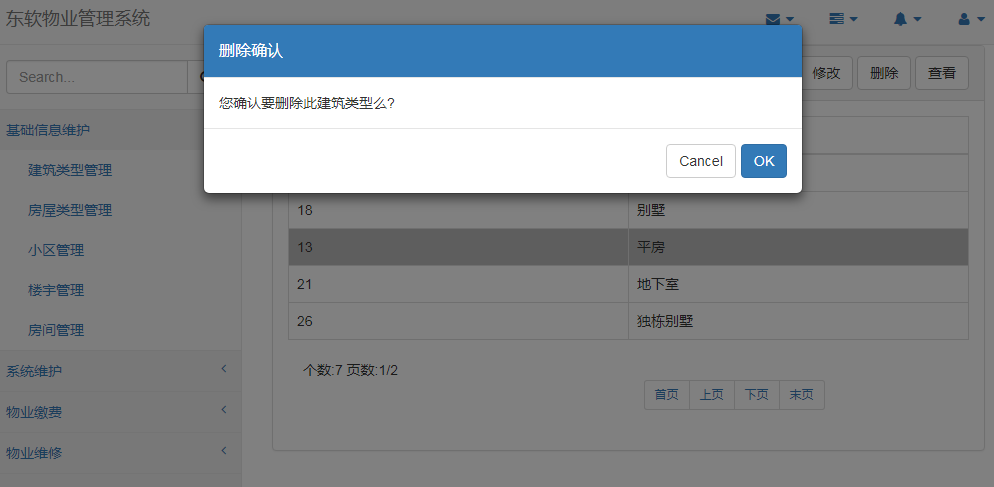 东软物业管理系统
删除确认
您确认要删除此建筑类型么?
Cancel
OK
Search...
修改
删除
查看
基础信息维护
建筑类型管理
房屋类型管理
小区管理
楼宇管理
房间管理
系统维护
物业缴费
物业维修
18 别墅
13 平房
21 地下室
26 独栋别墅
个数:7 页数:1/2
首页 上页 下页 末页